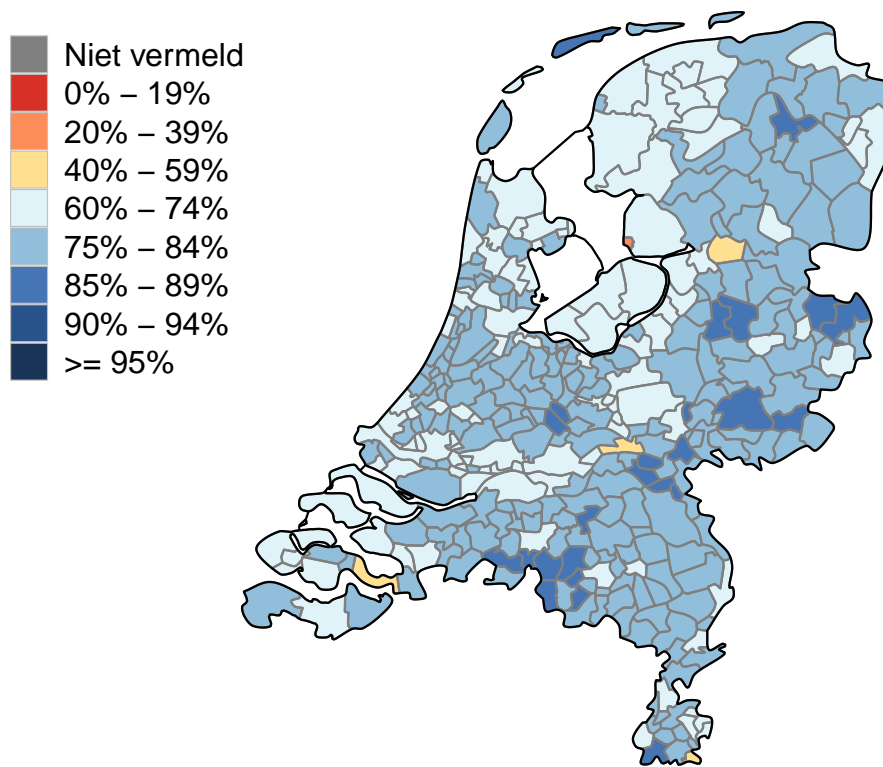 Niet vermeld
0% – 19%
20% – 39%
40% – 59%
60% – 74%
75% – 84%
85% – 89%
90% – 94%
>= 95%